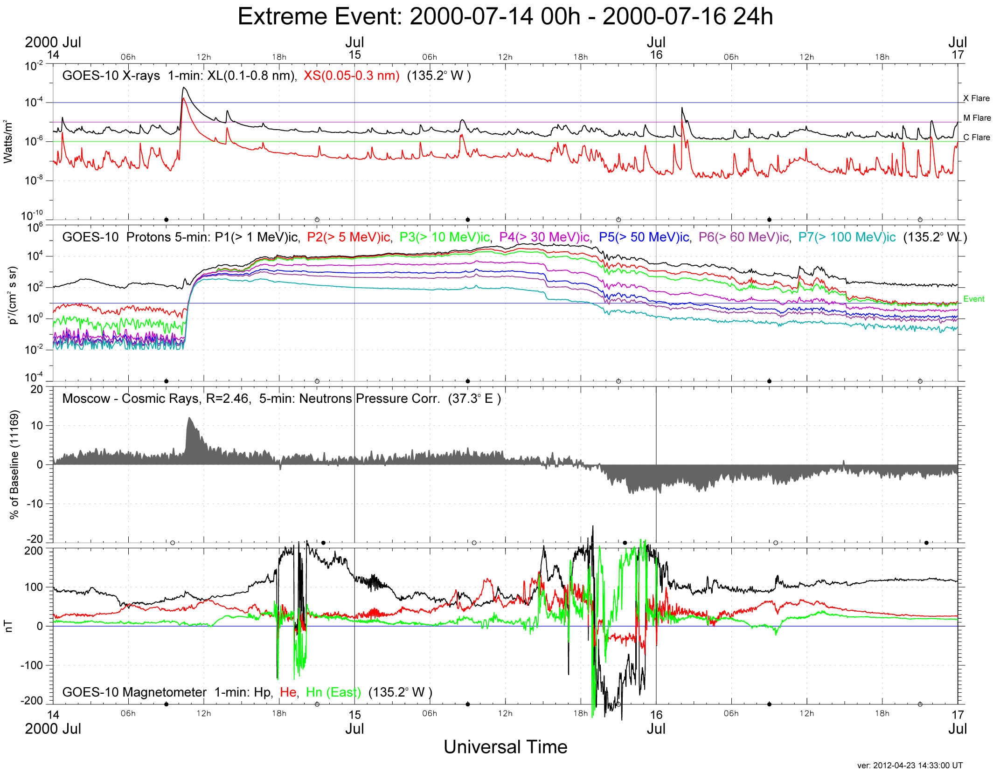 Extreme Event: 2000-07-14 00h - 2000-07-16 24h
2000 Jul Jul Jul Jul
14 06h 12h 18h 15 06h 12h 18h 16 06h 12h 18h 17
GOES-10 X-rays 1-min: XL(0.1-0.8 nm), XS(0.05-0.3 nm) (135.2° W )
Watts/m²
10⁻²
10⁻⁴
10⁻⁶
10⁻⁸
10⁻¹⁰
X Flare
M Flare
C Flare
GOES-10 Protons 5-min: P1(> 1 MeV)ic, P2(> 5 MeV)ic, P3(> 10 MeV)ic, P4(> 30 MeV)ic, P5(> 50 MeV)ic, P6(> 60 MeV)ic, P7(> 100 MeV)ic (135.2° W )
p⁺/(cm² s sr)
10⁶
10⁴
10²
10⁰
10⁻²
10⁻⁴
Event
Moscow - Cosmic Rays, R=2.46, 5-min: Neutrons Pressure Corr. (37.3° E )
% of Baseline (11169)
20
10
0
-10
-20
nT
200
100
0
-100
-200
GOES-10 Magnetometer 1-min: Hp, He, Hn (East) (135.2° W )
14 06h 12h 18h 15 06h 12h 18h 16 06h 12h 18h 17
2000 Jul Jul Jul Jul
Universal Time
ver: 2012-04-23 14:33:00 UT